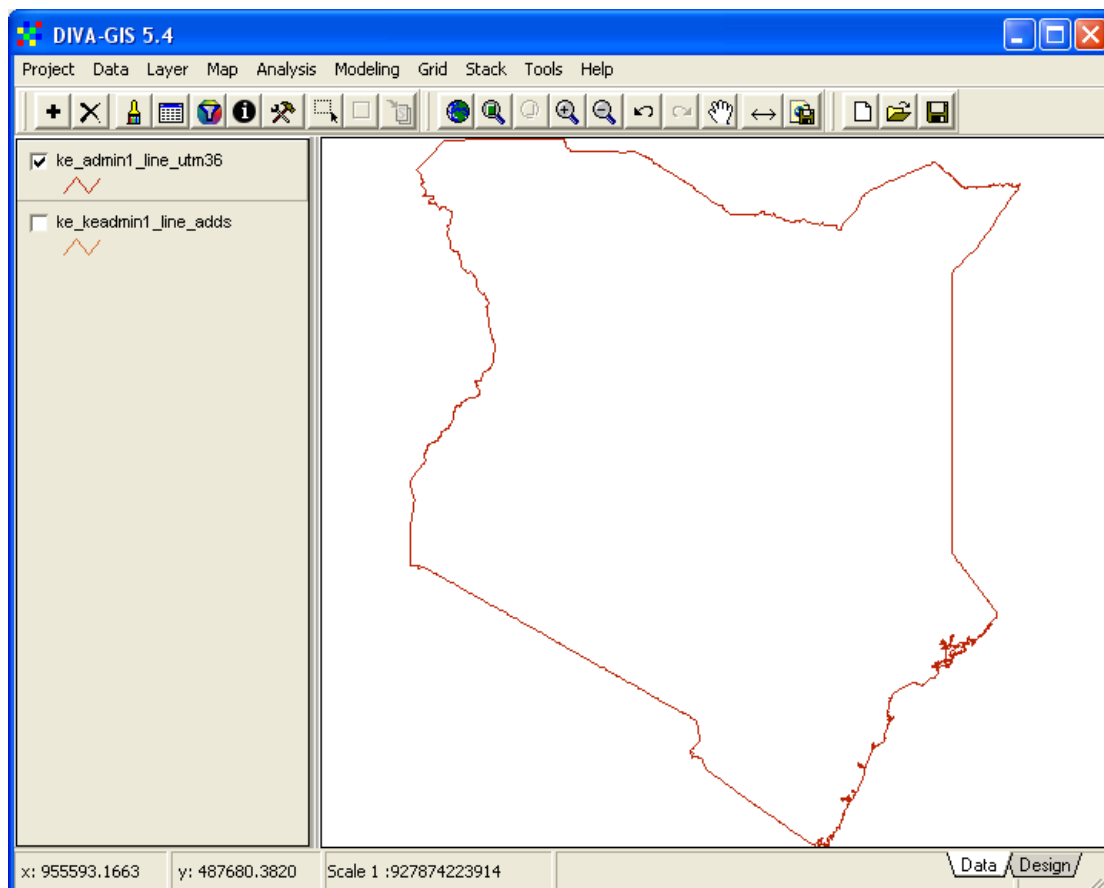 DIVA-GIS 5.4
Project Data Layer Map Analysis Modeling Grid Stack Tools Help
ke_admin1_line_utm36
ke_keadmin1_line_adds
x: 955593.1663 y: 487680.3820 Scale 1 :927874223914 Data Design